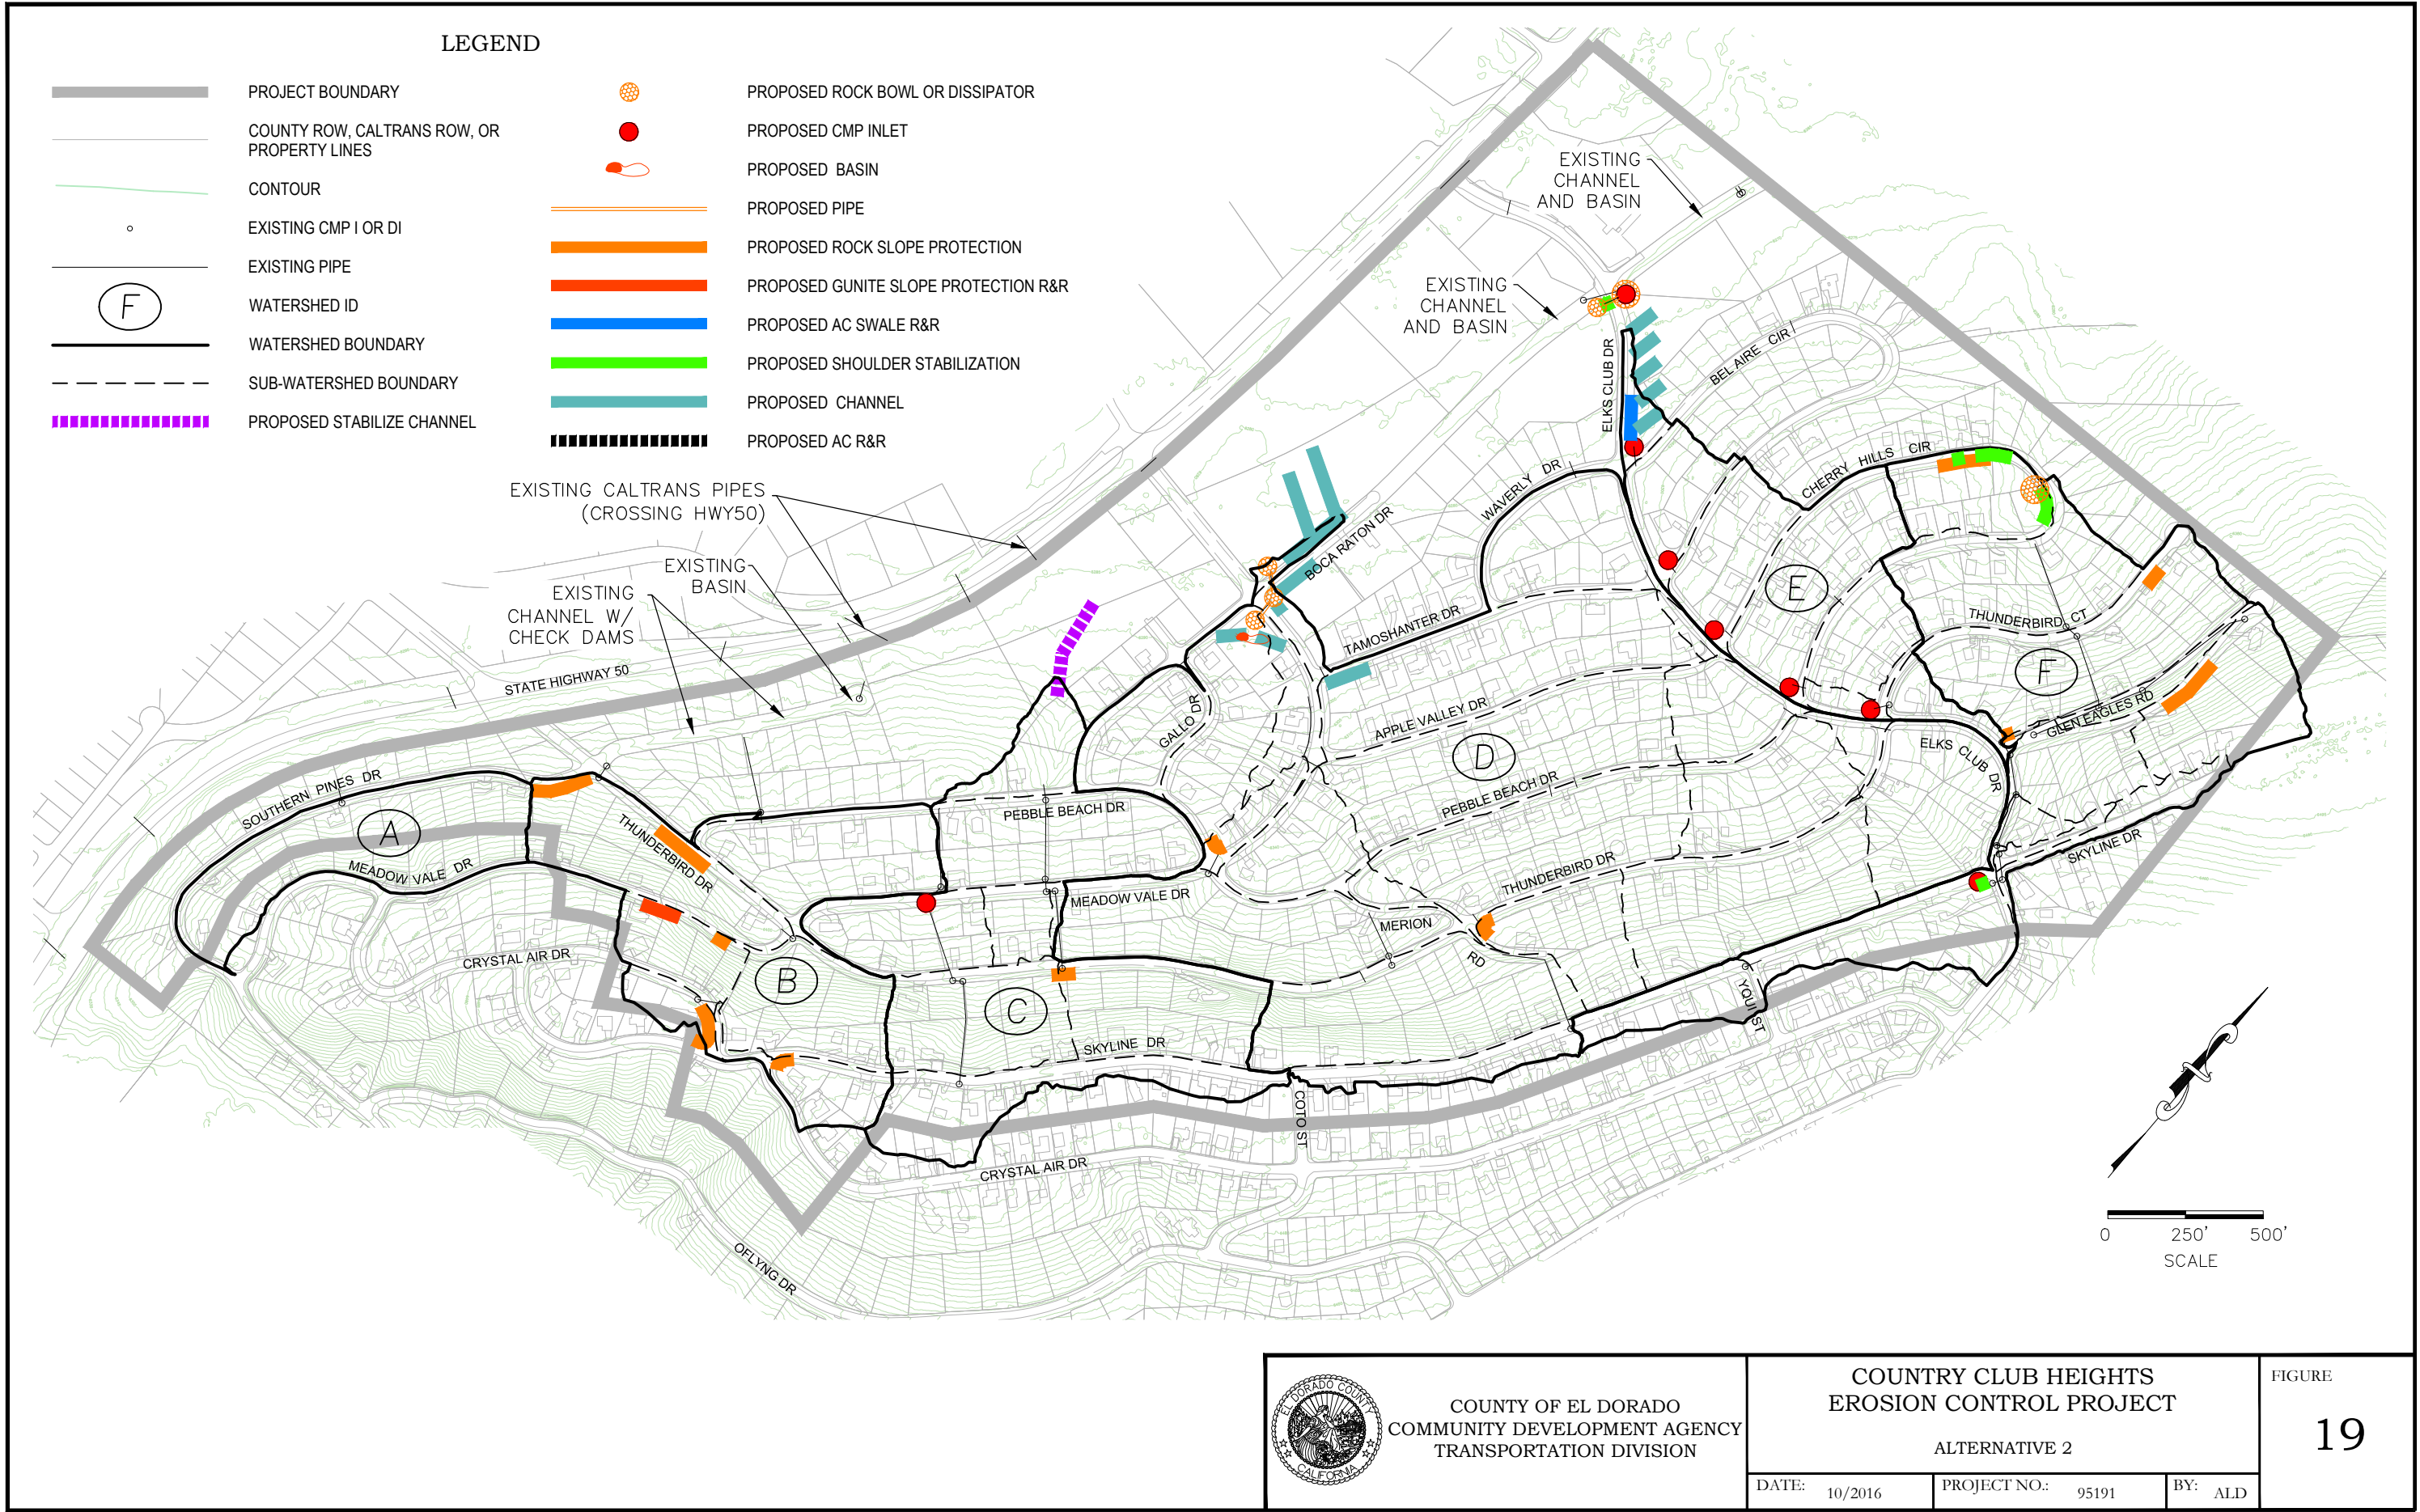 LEGEND
PROJECT BOUNDARY
COUNTY ROW, CALTRANS ROW, OR
PROPERTY LINES
CONTOUR
EXISTING CMP I OR DI
EXISTING PIPE
F
WATERSHED ID
WATERSHED BOUNDARY
SUB-WATERSHED BOUNDARY
PROPOSED STABILIZE CHANNEL
PROPOSED ROCK BOWL OR DISSIPATOR
PROPOSED CMP INLET
PROPOSED BASIN
PROPOSED PIPE
PROPOSED ROCK SLOPE PROTECTION
PROPOSED GUNITE SLOPE PROTECTION R&R
PROPOSED AC SWALE R&R
PROPOSED SHOULDER STABILIZATION
PROPOSED CHANNEL
PROPOSED AC R&R
EXISTING
CHANNEL
AND BASIN
EXISTING
CHANNEL
AND BASIN
EXISTING CALTRANS PIPES
(CROSSING HWY50)
EXISTING
BASIN
EXISTING
CHANNEL W/
CHECK DAMS
STATE HIGHWAY 50
ELKS CLUB DR
BEL AIRE CIR
WAVERLY DR
CHERRY HILLS CIR
BOCA RATON DR
TAMOSHANTER DR
E
THUNDERBIRD CT
F
GLEN EAGLES RD
GALLO DR
APPLE VALLEY DR
D
ELKS CLUB DR
PEBBLE BEACH DR
SOUTHERN PINES DR
A
MEADOW VALE DR
THUNDERBIRD DR
PEBBLE BEACH DR
MEADOW VALE DR
THUNDERBIRD DR
SKYLINE DR
MERION
RD
CRYSTAL AIR DR
B
C
YQUI ST
SKYLINE DR
COTO ST
CRYSTAL AIR DR
OFLYNG DR
0 250' 500'
SCALE
EL DORADO COUNTY
CALIFORNIA
COUNTY OF EL DORADO
COMMUNITY DEVELOPMENT AGENCY
TRANSPORTATION DIVISION
COUNTRY CLUB HEIGHTS
EROSION CONTROL PROJECT
ALTERNATIVE 2
DATE: 10/2016
PROJECT NO.: 95191
BY: ALD
FIGURE
19